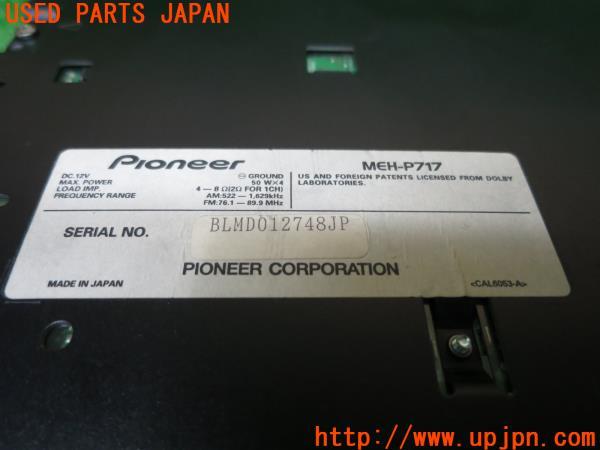 USED PARTS JAPAN
Pioneer
MEH-P717
DC.12V ⊖ GROUND
MAX. POWER 50 W×4
LOAD IMP. 4 — 8 Ω(2Ω FOR 1CH)
FREQUENCY RANGE AM:522 — 1,629kHz
FM:76.1 — 89.9 MHz
US AND FOREIGN PATENTS LICENSED FROM DOLBY
LABORATORIES.
SERIAL NO. BLMD012748JP
PIONEER CORPORATION
MADE IN JAPAN
<CAL6053-A>
UPJ http://www.upjpn.com/